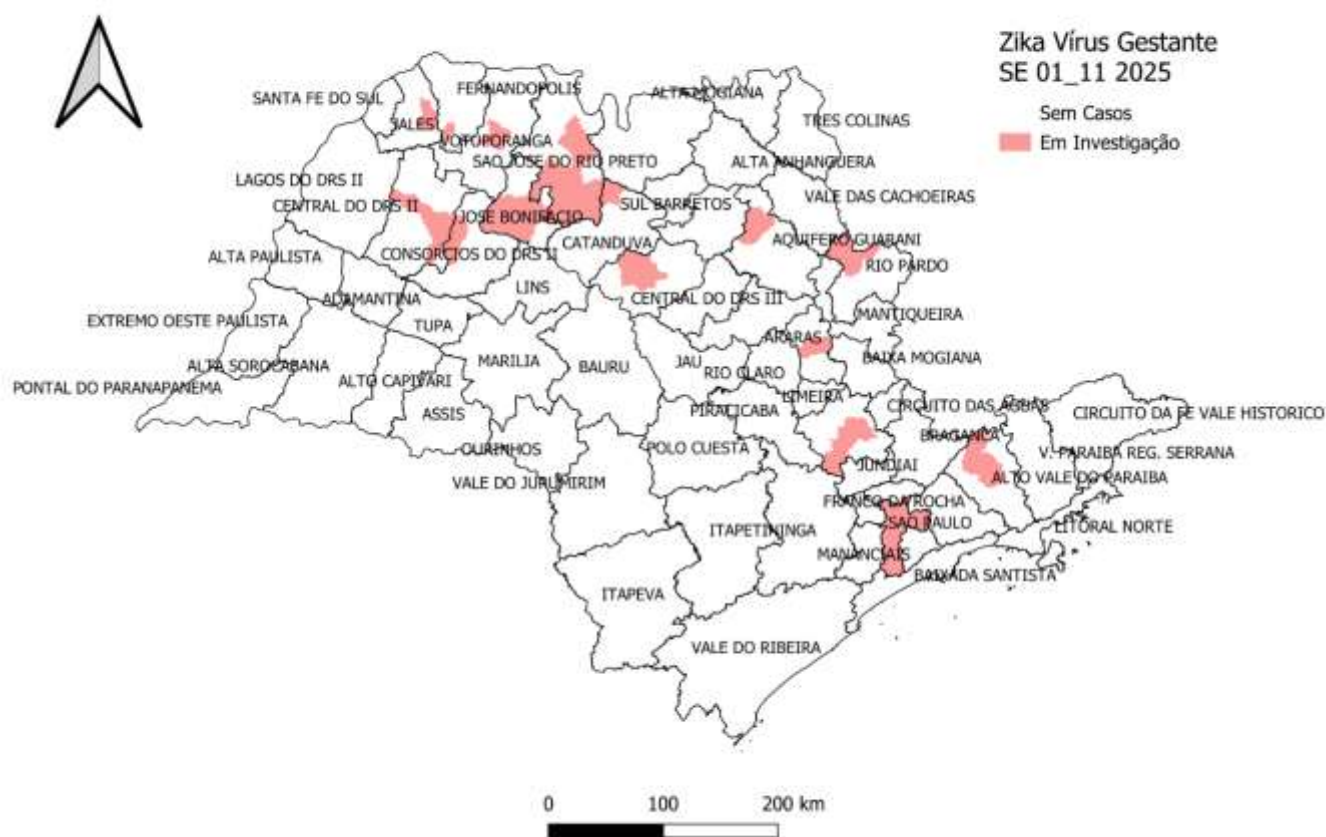 Zika Vírus Gestante
SE 01_11 2025
Sem Casos
Em Investigação
SANTA FE DO SUL
FERNANDOPOLIS
ALTA MOGIANA
JALES
TRES COLINAS
VOTUPORANGA
SAO JOSE DO RIO PRETO
ALTA ANHANGUERA
LAGOS DO DRS II
CENTRAL DO DRS II
SUL BARRETOS
VALE DAS CACHOEIRAS
JOSE BONIFACIO
CATANDUVA
AQUIFERO GUARANI
ALTA PAULISTA
CONSORCIOS DO DRS II
RIO PARDO
LINS
ADAMANTINA
CENTRAL DO DRS III
MANTIQUEIRA
EXTREMO OESTE PAULISTA
TUPA
ARARAS
ALTA SOROCABANA
MARILIA
BAURU
JAU
BAIXA MOGIANA
PONTAL DO PARANAPANEMA
ALTO CAPIVARI
RIO CLARO
LIMEIRA
ASSIS
PIRACICABA
CIRCUITO DAS AGUAS
CIRCUITO DA FE VALE HISTORICO
BRAGANCA
OURINHOS
POLO CUESTA
V. PARAIBA REG. SERRANA
JUNDIAI
VALE DO JURUMIRIM
ALTO VALE DO PARAIBA
FRANCO DA ROCHA
ITAPETININGA
SAO PAULO
LITORAL NORTE
MANANCIAIS
BAIXADA SANTISTA
ITAPEVA
VALE DO RIBEIRA
0 100 200 km